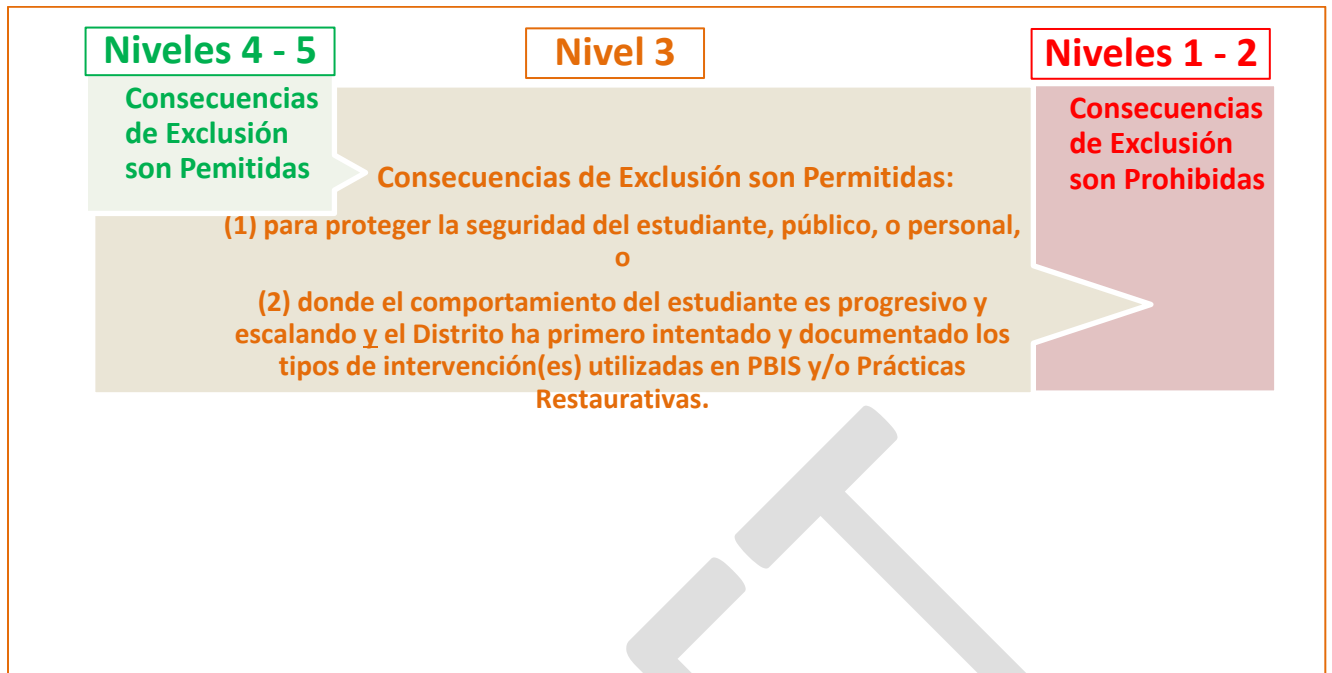 Niveles 4 - 5
Consecuencias
de Exclusión
son Pemitidas
Nivel 3
Consecuencias de Exclusión son Permitidas:
(1) para proteger la seguridad del estudiante, público, o personal,
o
(2) donde el comportamiento del estudiante es progresivo y
escalando y el Distrito ha primero intentado y documentado los
tipos de intervención(es) utilizadas en PBIS y/o Prácticas
Restaurativas.
Niveles 1 - 2
Consecuencias
de Exclusión
son Prohibidas